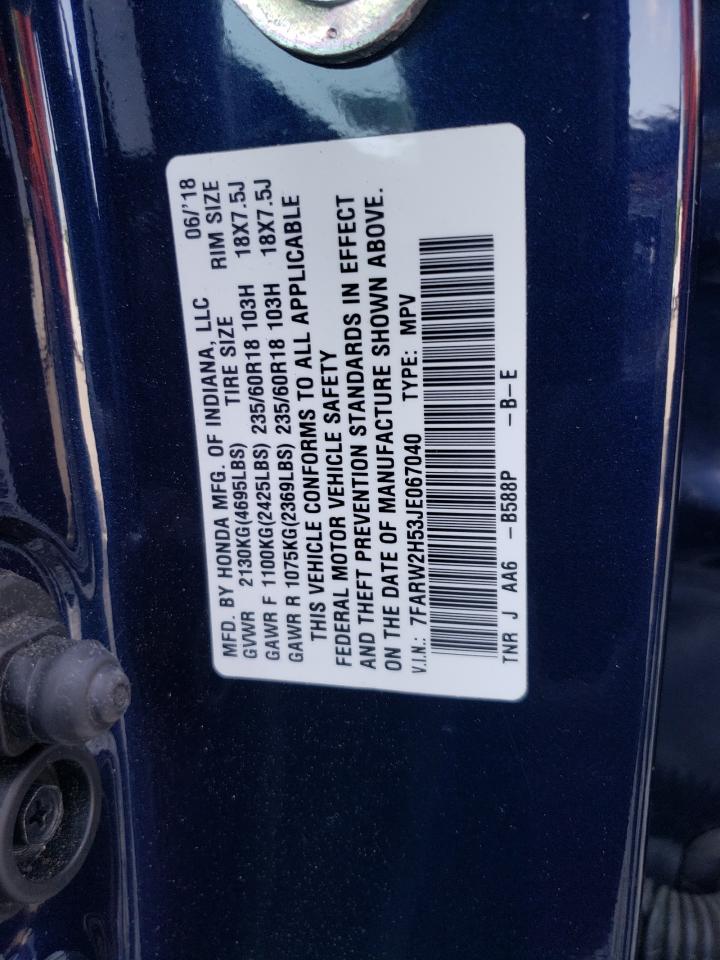 MFD. BY HONDA MFG. OF INDIANA, LLC 06/'18
GVWR 2130KG(4695LBS) TIRE SIZE RIM SIZE
GAWR F 1100KG(2425LBS) 235/60R18 103H 18X7.5J
GAWR R 1075KG(2369LBS) 235/60R18 103H 18X7.5J
THIS VEHICLE CONFORMS TO ALL APPLICABLE
FEDERAL MOTOR VEHICLE SAFETY
AND THEFT PREVENTION STANDARDS IN EFFECT
ON THE DATE OF MANUFACTURE SHOWN ABOVE.
V.I.N.: 7FARW2H53JE067040 TYPE: MPV
TNR J AA6 -B588P -B-E